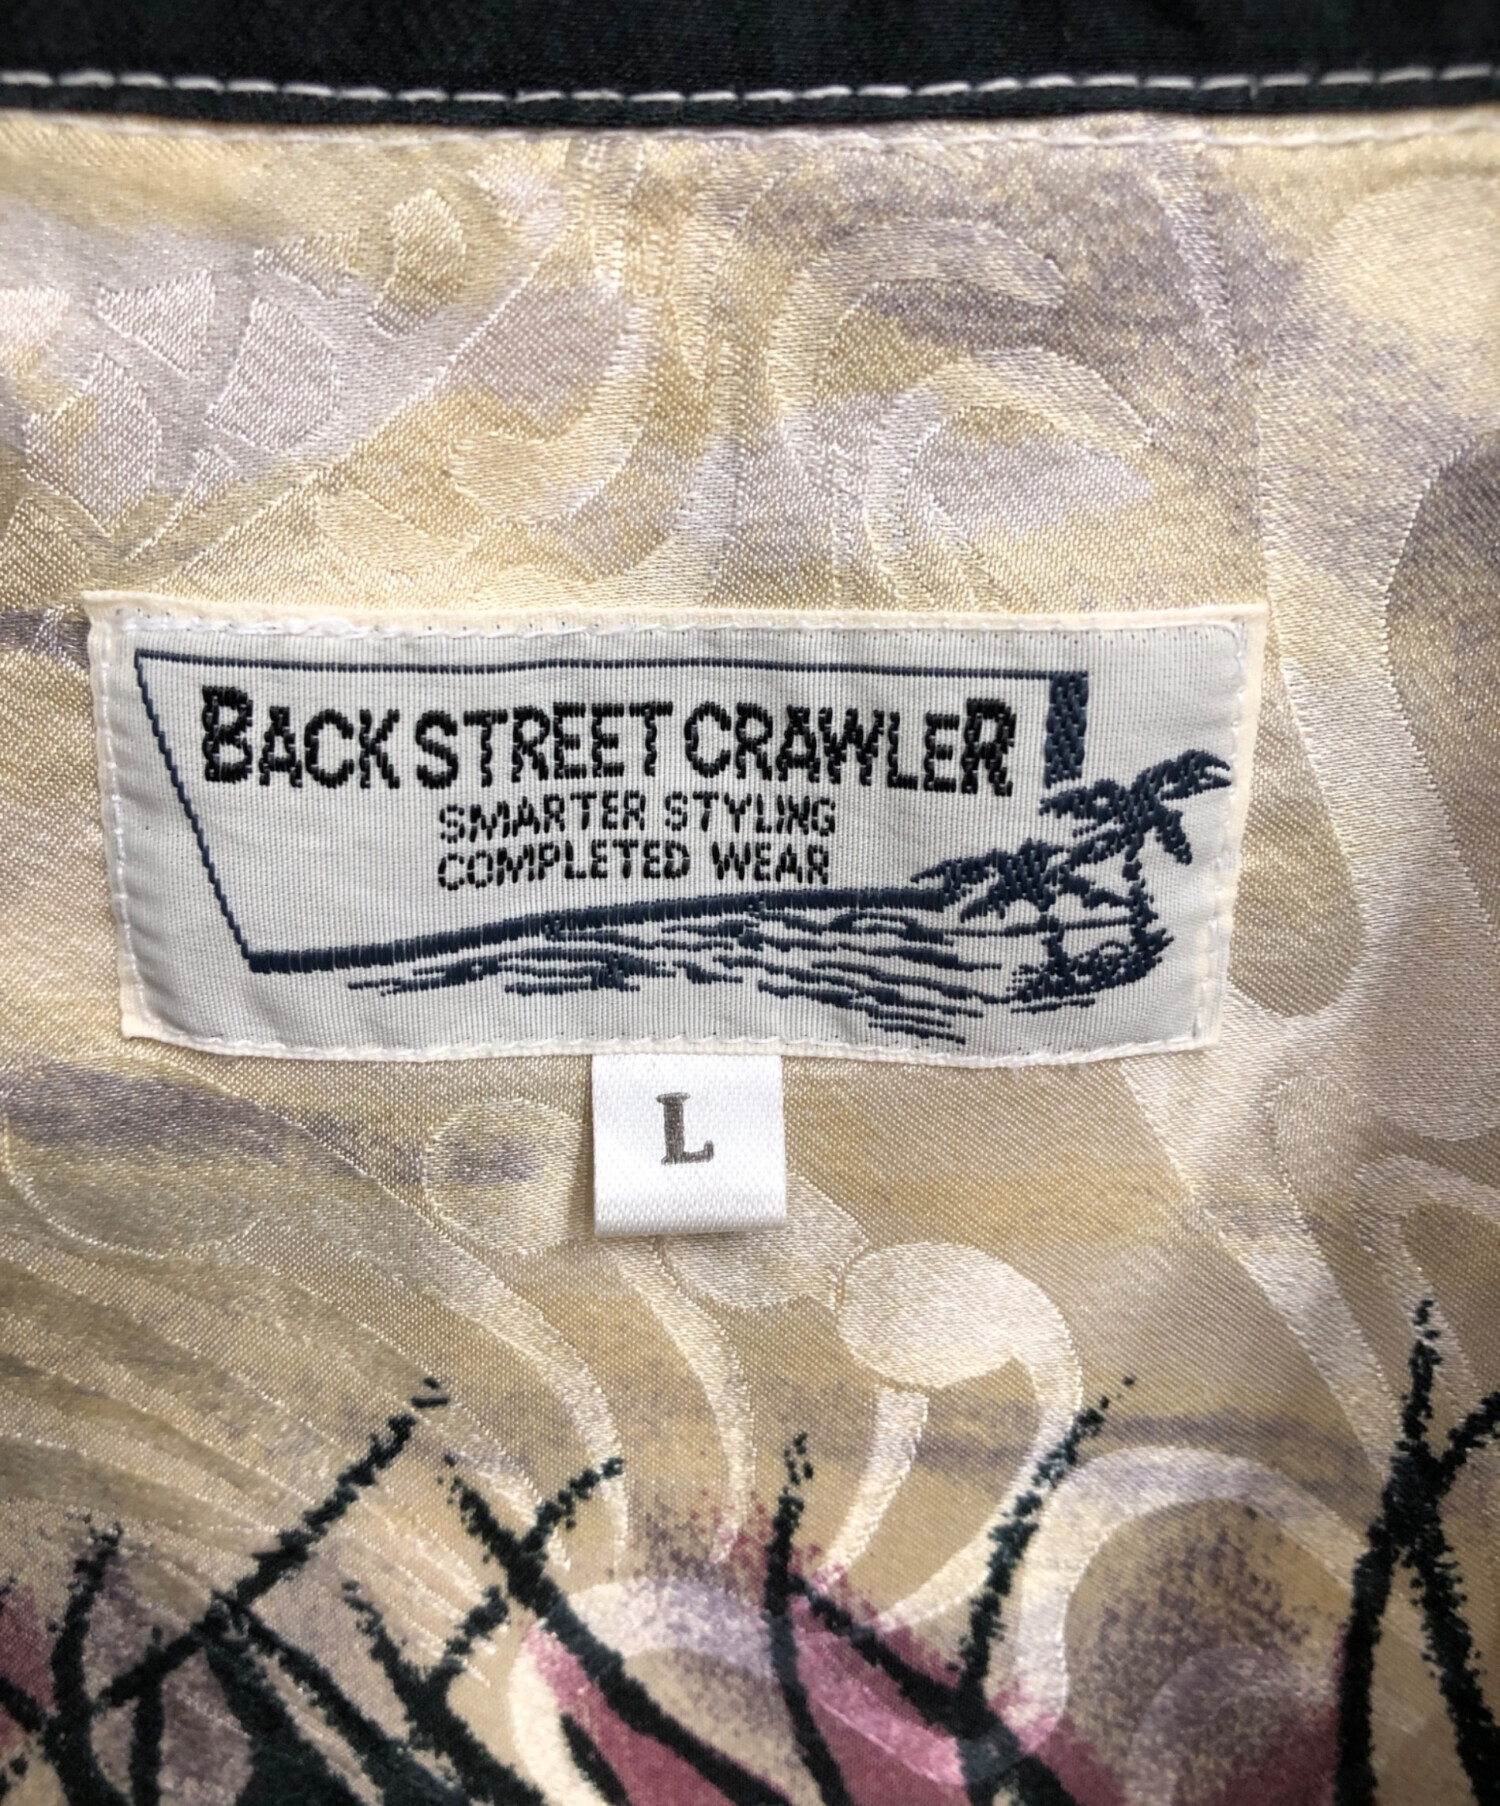 BACK STREET CRAWLER
SMARTER STYLING
COMPLETED WEAR
L